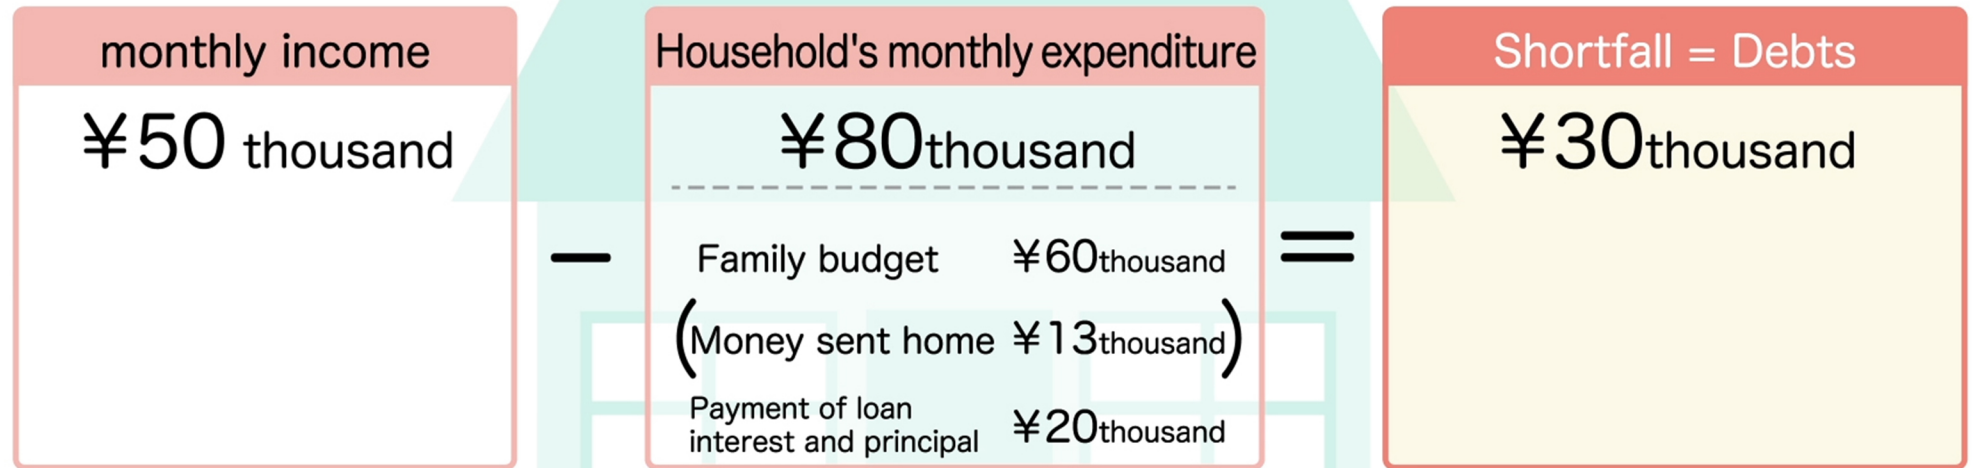 monthly income
¥50 thousand
−
Household's monthly expenditure
¥80thousand
Family budget ¥60thousand
(Money sent home ¥13thousand)
Payment of loan
interest and principal ¥20thousand
=
Shortfall = Debts
¥30thousand